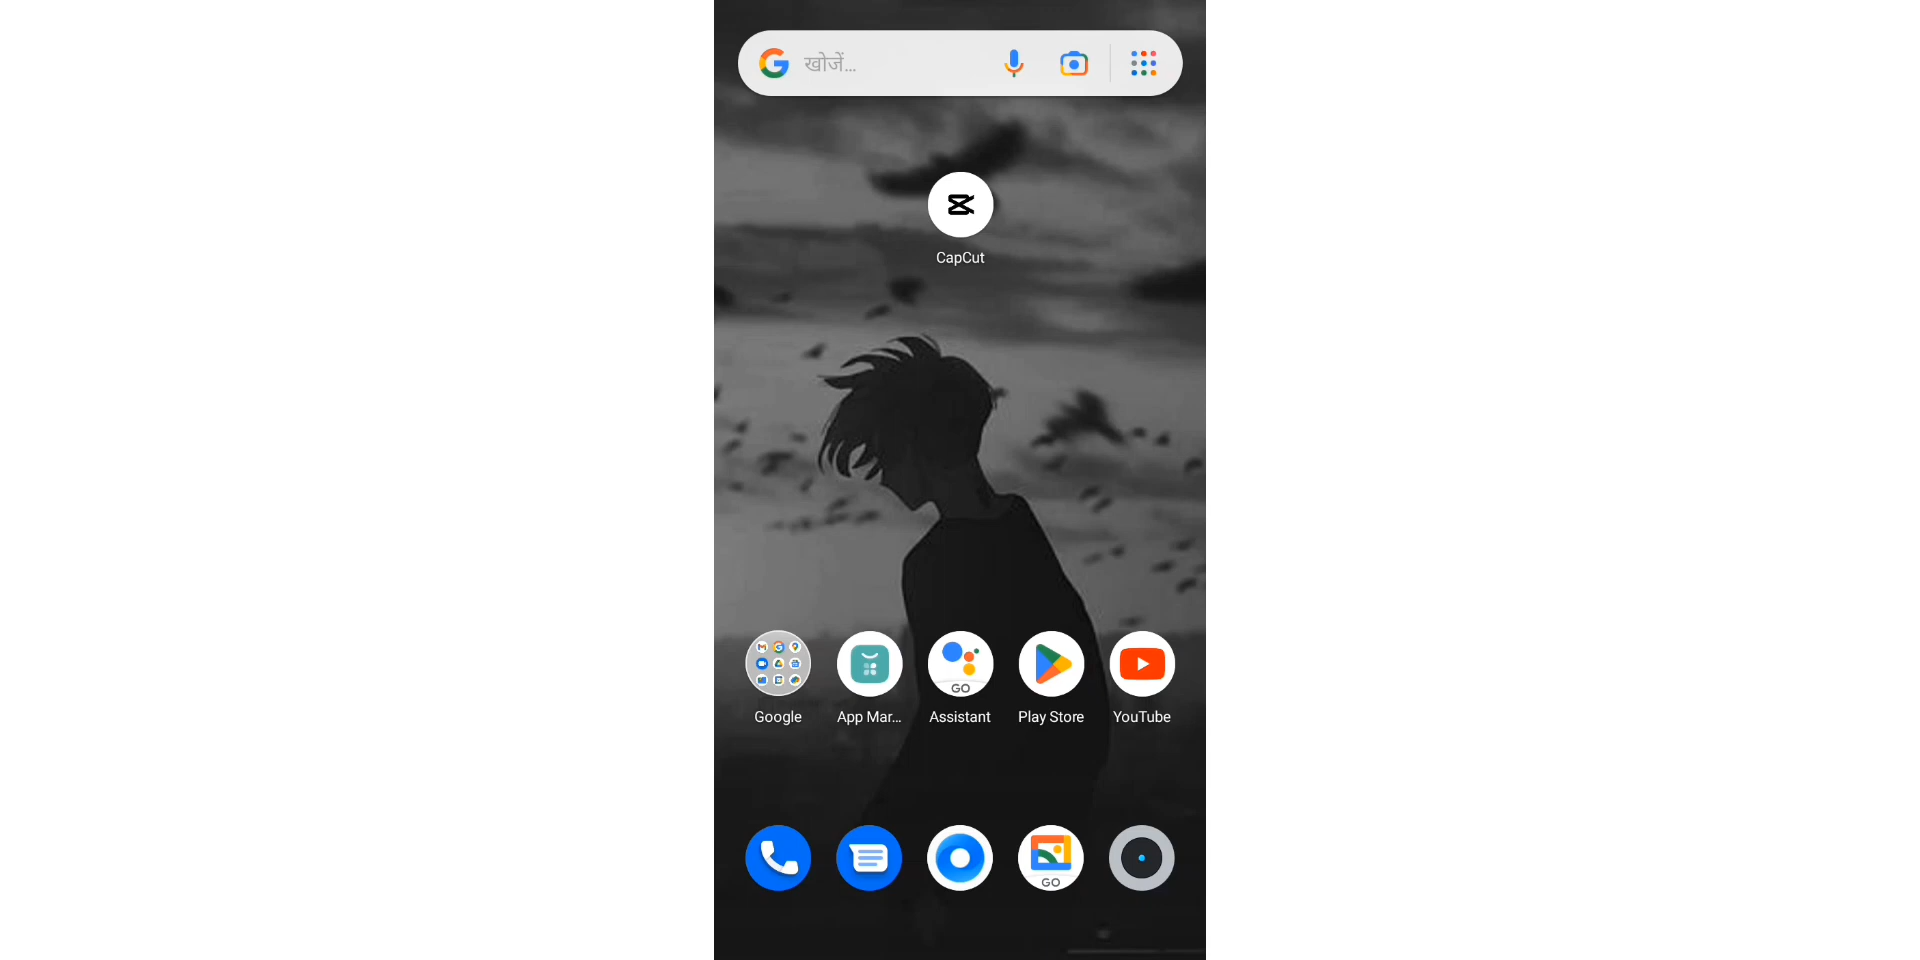 खोजें...
CapCut
Google
App Mar...
Assistant
Play Store
YouTube
GO
GO